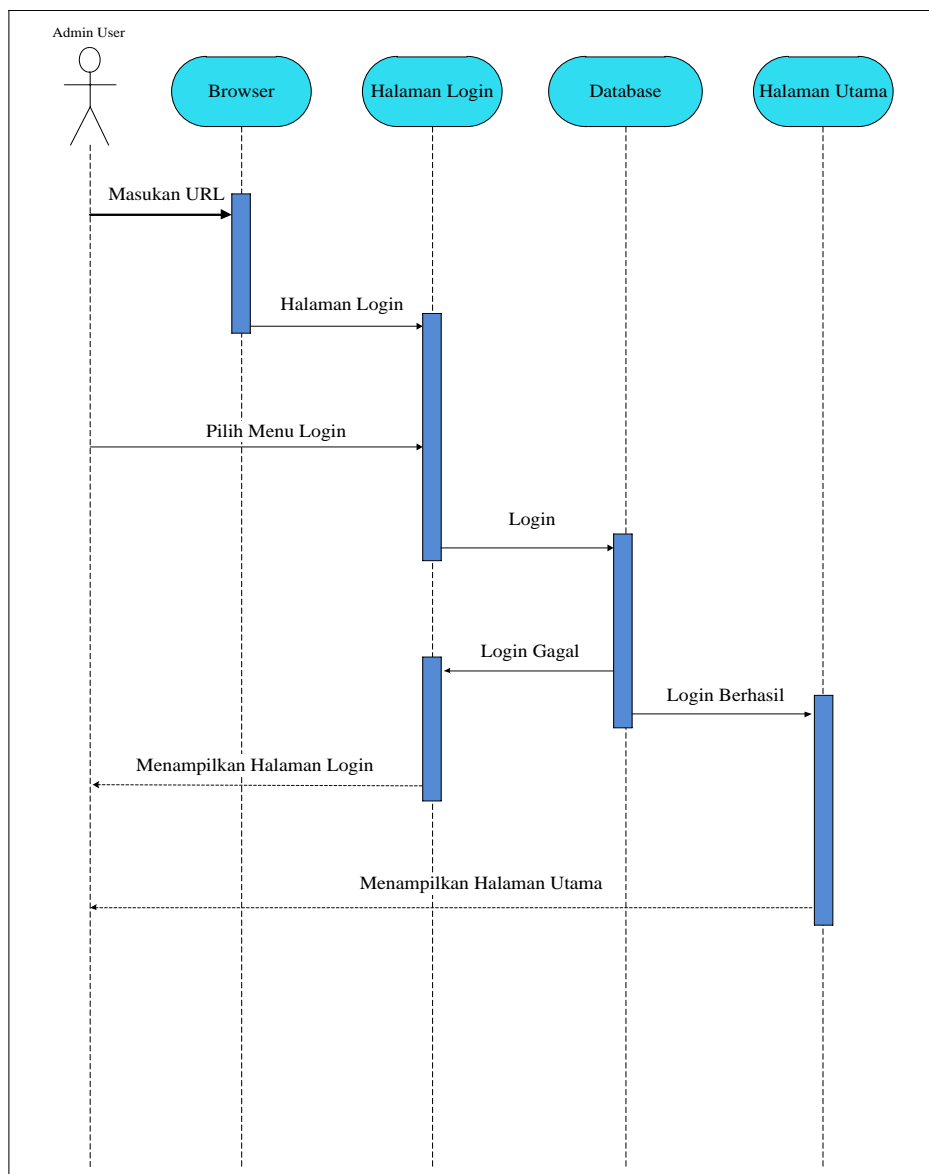 Admin User
Browser
Halaman Login
Database
Halaman Utama
Masukan URL
Halaman Login
Pilih Menu Login
Login
Login Gagal
Login Berhasil
Menampilkan Halaman Login
Menampilkan Halaman Utama